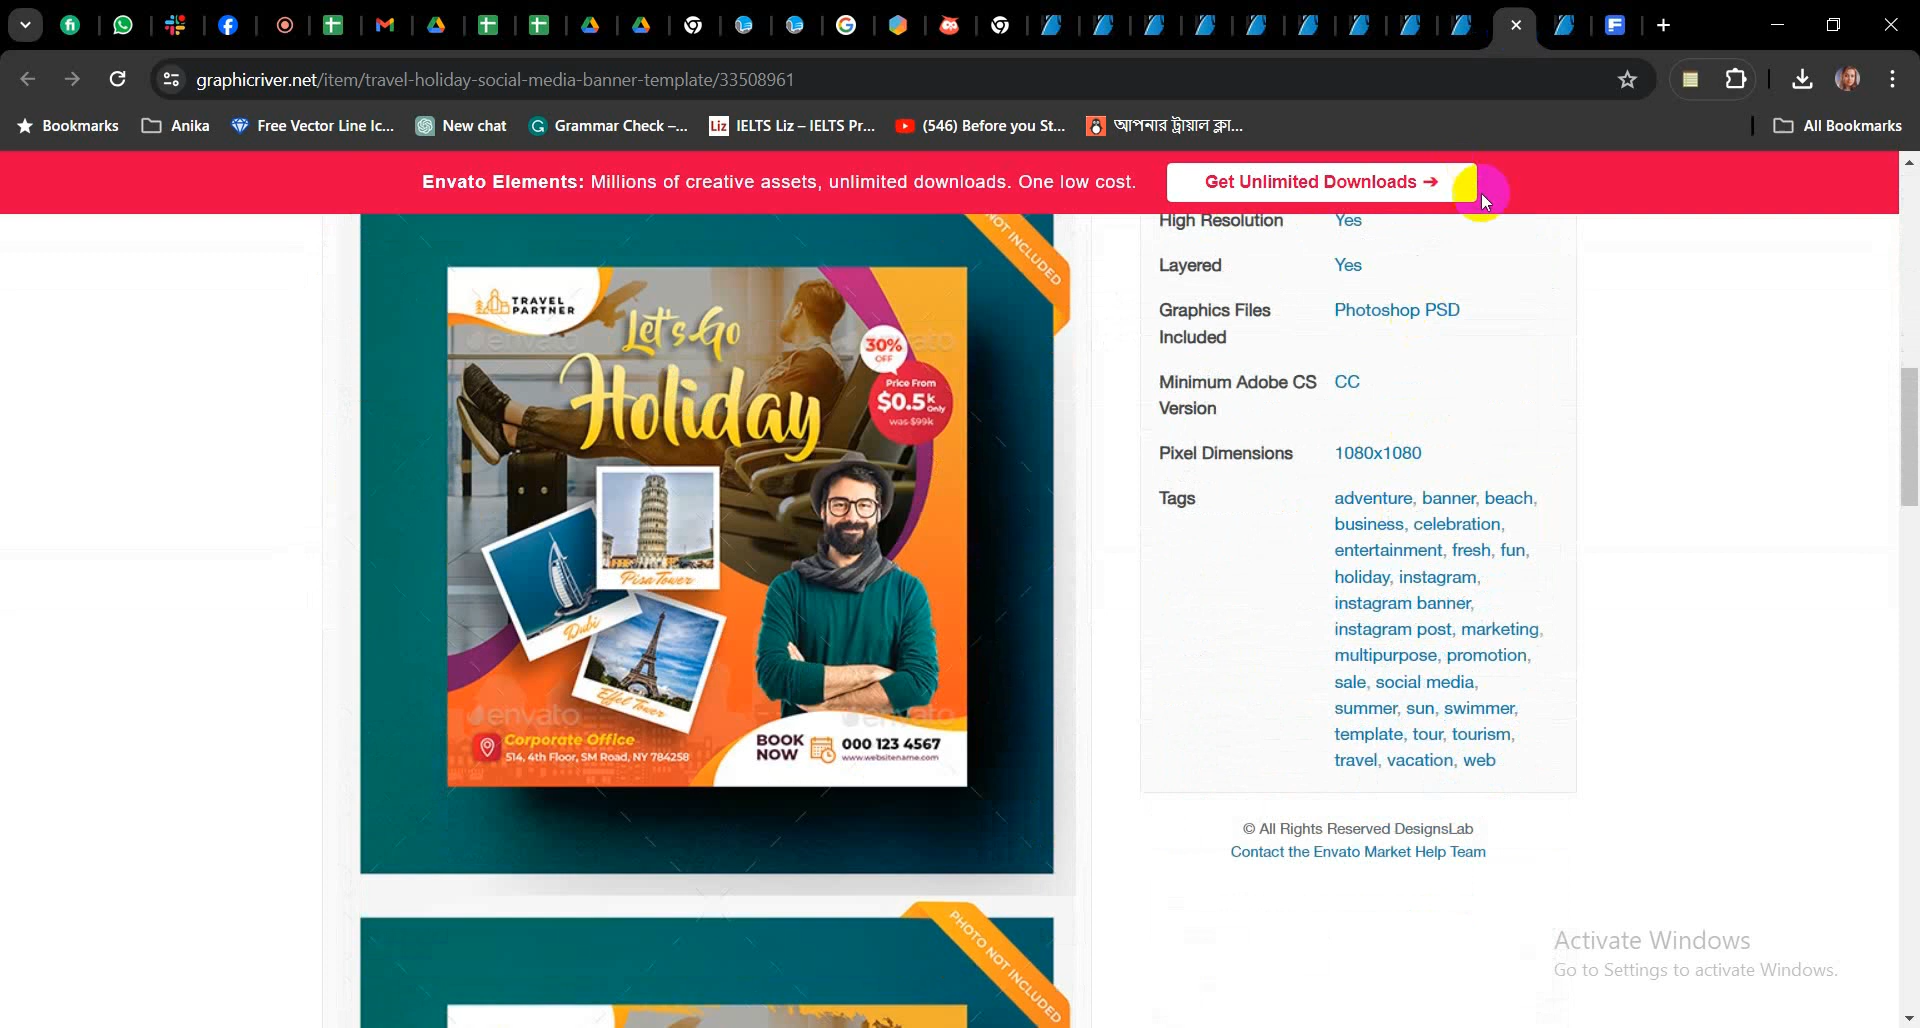 graphicriver.net/item/travel-holiday-social-media-banner-template/33508961
Bookmarks
Anika
Free Vector Line Ic...
New chat
Grammar Check –...
Liz
IELTS Liz – IELTS Pr...
(546) Before you St...
আপনার ট্রায়াল ক্লা...
All Bookmarks
Envato Elements: Millions of creative assets, unlimited downloads. One low cost.
Get Unlimited Downloads
NOT INCLUDED
TRAVEL
PARTNER
Let's Go
Holiday
30%
OFF
Price From
$0.5k
Only
was $99k
Pisa Tower
Dubi
Eiffel Tower
envato
envato
Corporate Office
514, 4th Floor, SM Road, NY 784258
BOOK
NOW
000 123 4567
www.websitename.com
PHOTO NOT INCLUDED
High Resolution Yes
Layered Yes
Graphics Files Photoshop PSD
Included
Minimum Adobe CS CC
Version
Pixel Dimensions 1080x1080
Tags adventure, banner, beach,
business, celebration,
entertainment, fresh, fun,
holiday, instagram,
instagram banner,
instagram post, marketing,
multipurpose, promotion,
sale, social media,
summer, sun, swimmer,
template, tour, tourism,
travel, vacation, web
© All Rights Reserved DesignsLab
Contact the Envato Market Help Team
Activate Windows
Go to Settings to activate Windows.